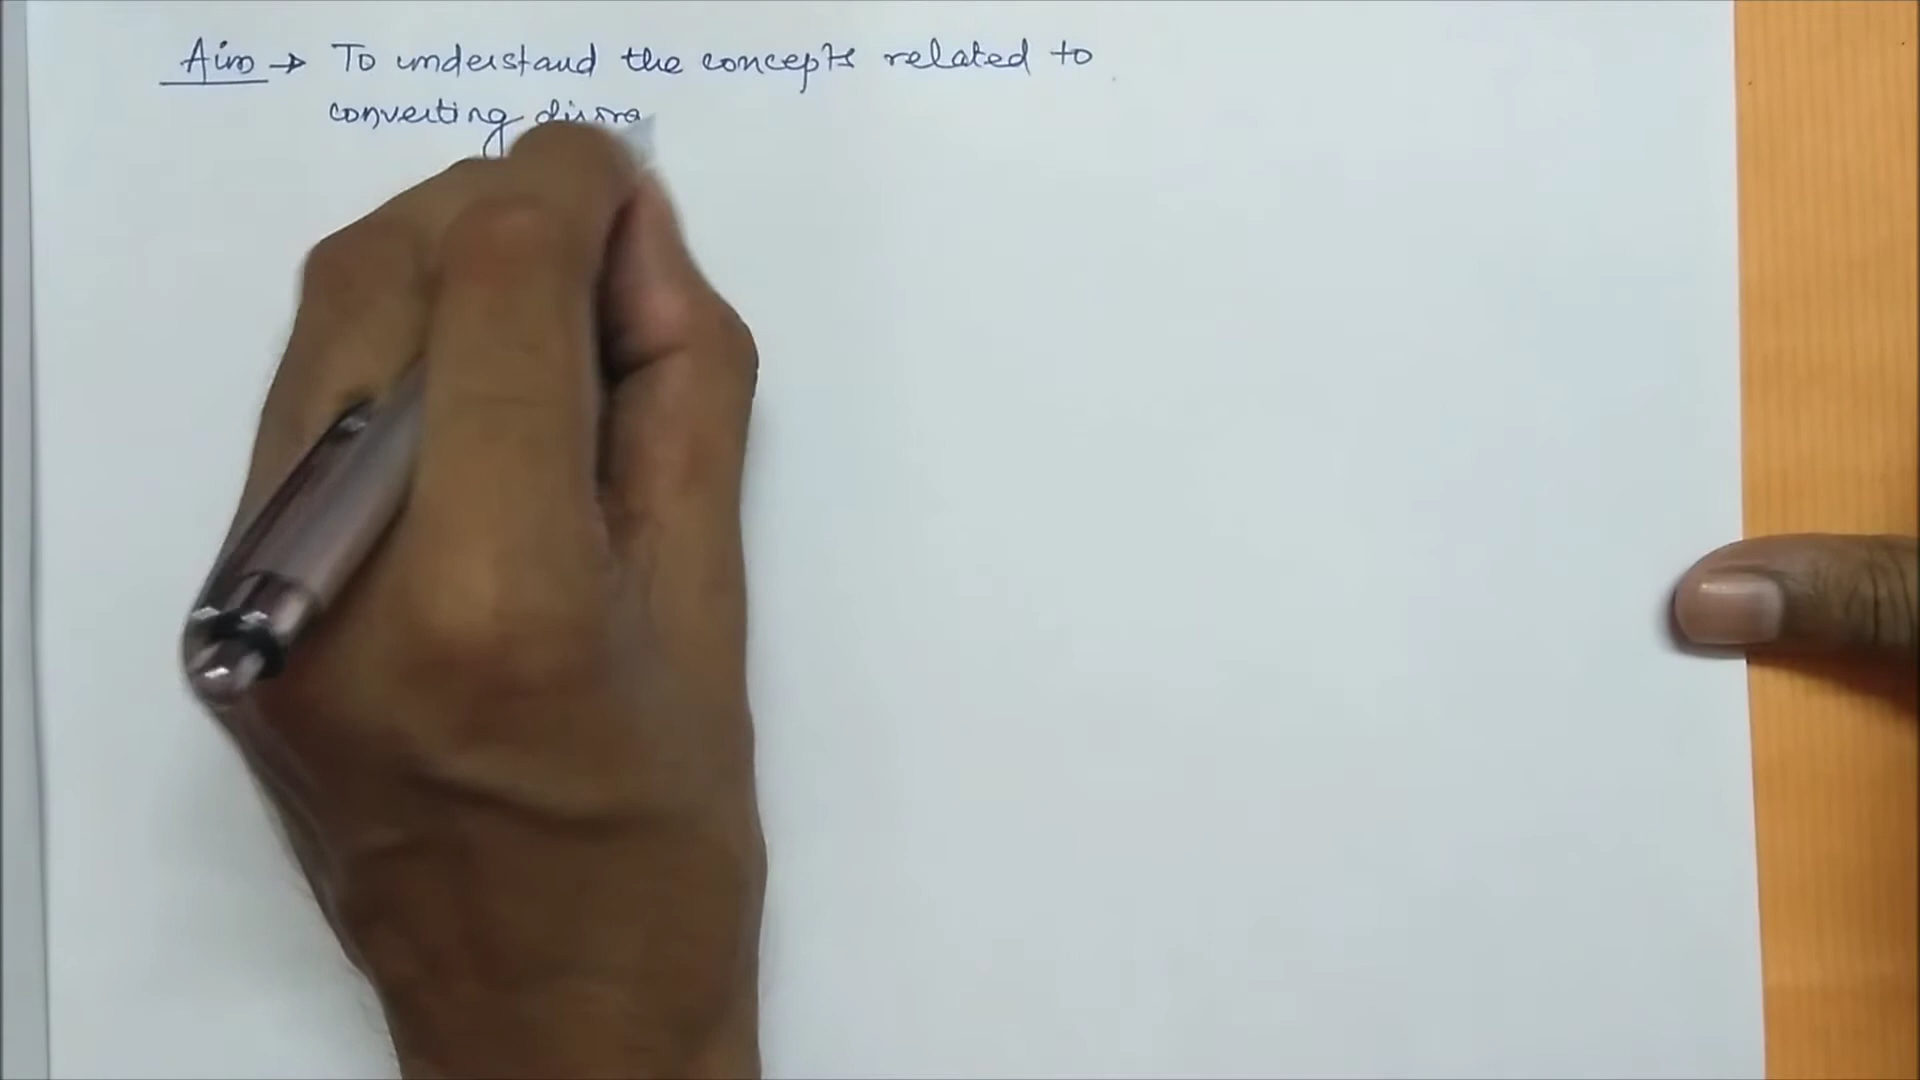 Aim → To understand the concepts related to
converting